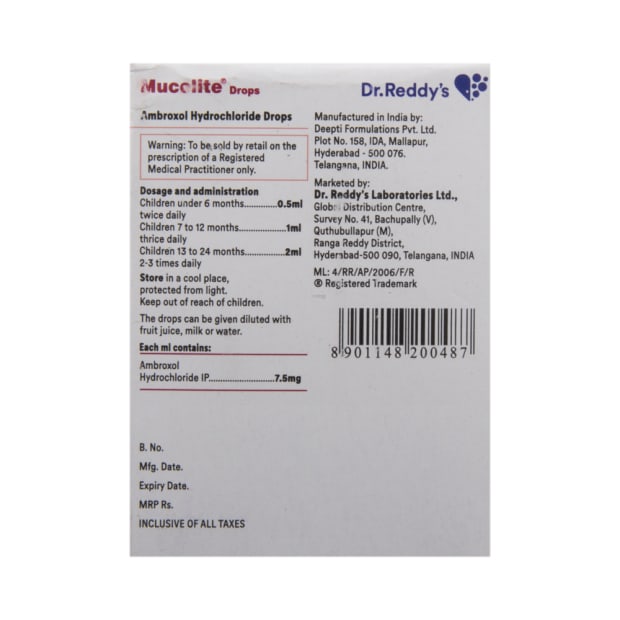 Mucolite® Drops
Ambroxol Hydrochloride Drops
Warning: To be sold by retail on the
prescription of a Registered
Medical Practitioner only.
Dosage and administration
Children under 6 months............0.5ml
twice daily
Children 7 to 12 months..............1ml
thrice daily
Children 13 to 24 months............2ml
2-3 times daily
Store in a cool place,
protected from light.
Keep out of reach of children.
The drops can be given diluted with
fruit juice, milk or water.
Each ml contains:
Ambroxol
Hydrochloride IP.......................7.5mg
B. No.
Mfg. Date.
Expiry Date.
MRP Rs.
INCLUSIVE OF ALL TAXES
Dr.Reddy's
Manufactured in India by:
Deepti Formulations Pvt. Ltd.
Plot No. 158, IDA, Mallapur,
Hyderabad - 500 076.
Telangana, INDIA.
Marketed by:
Dr. Reddy's Laboratories Ltd.,
Global Distribution Centre,
Survey No. 41, Bachupally (V),
Quthubullapur (M),
Ranga Reddy District,
Hyderabad-500 090, Telangana, INDIA
ML: 4/RR/AP/2006/F/R
® Registered Trademark
8 901148 200487